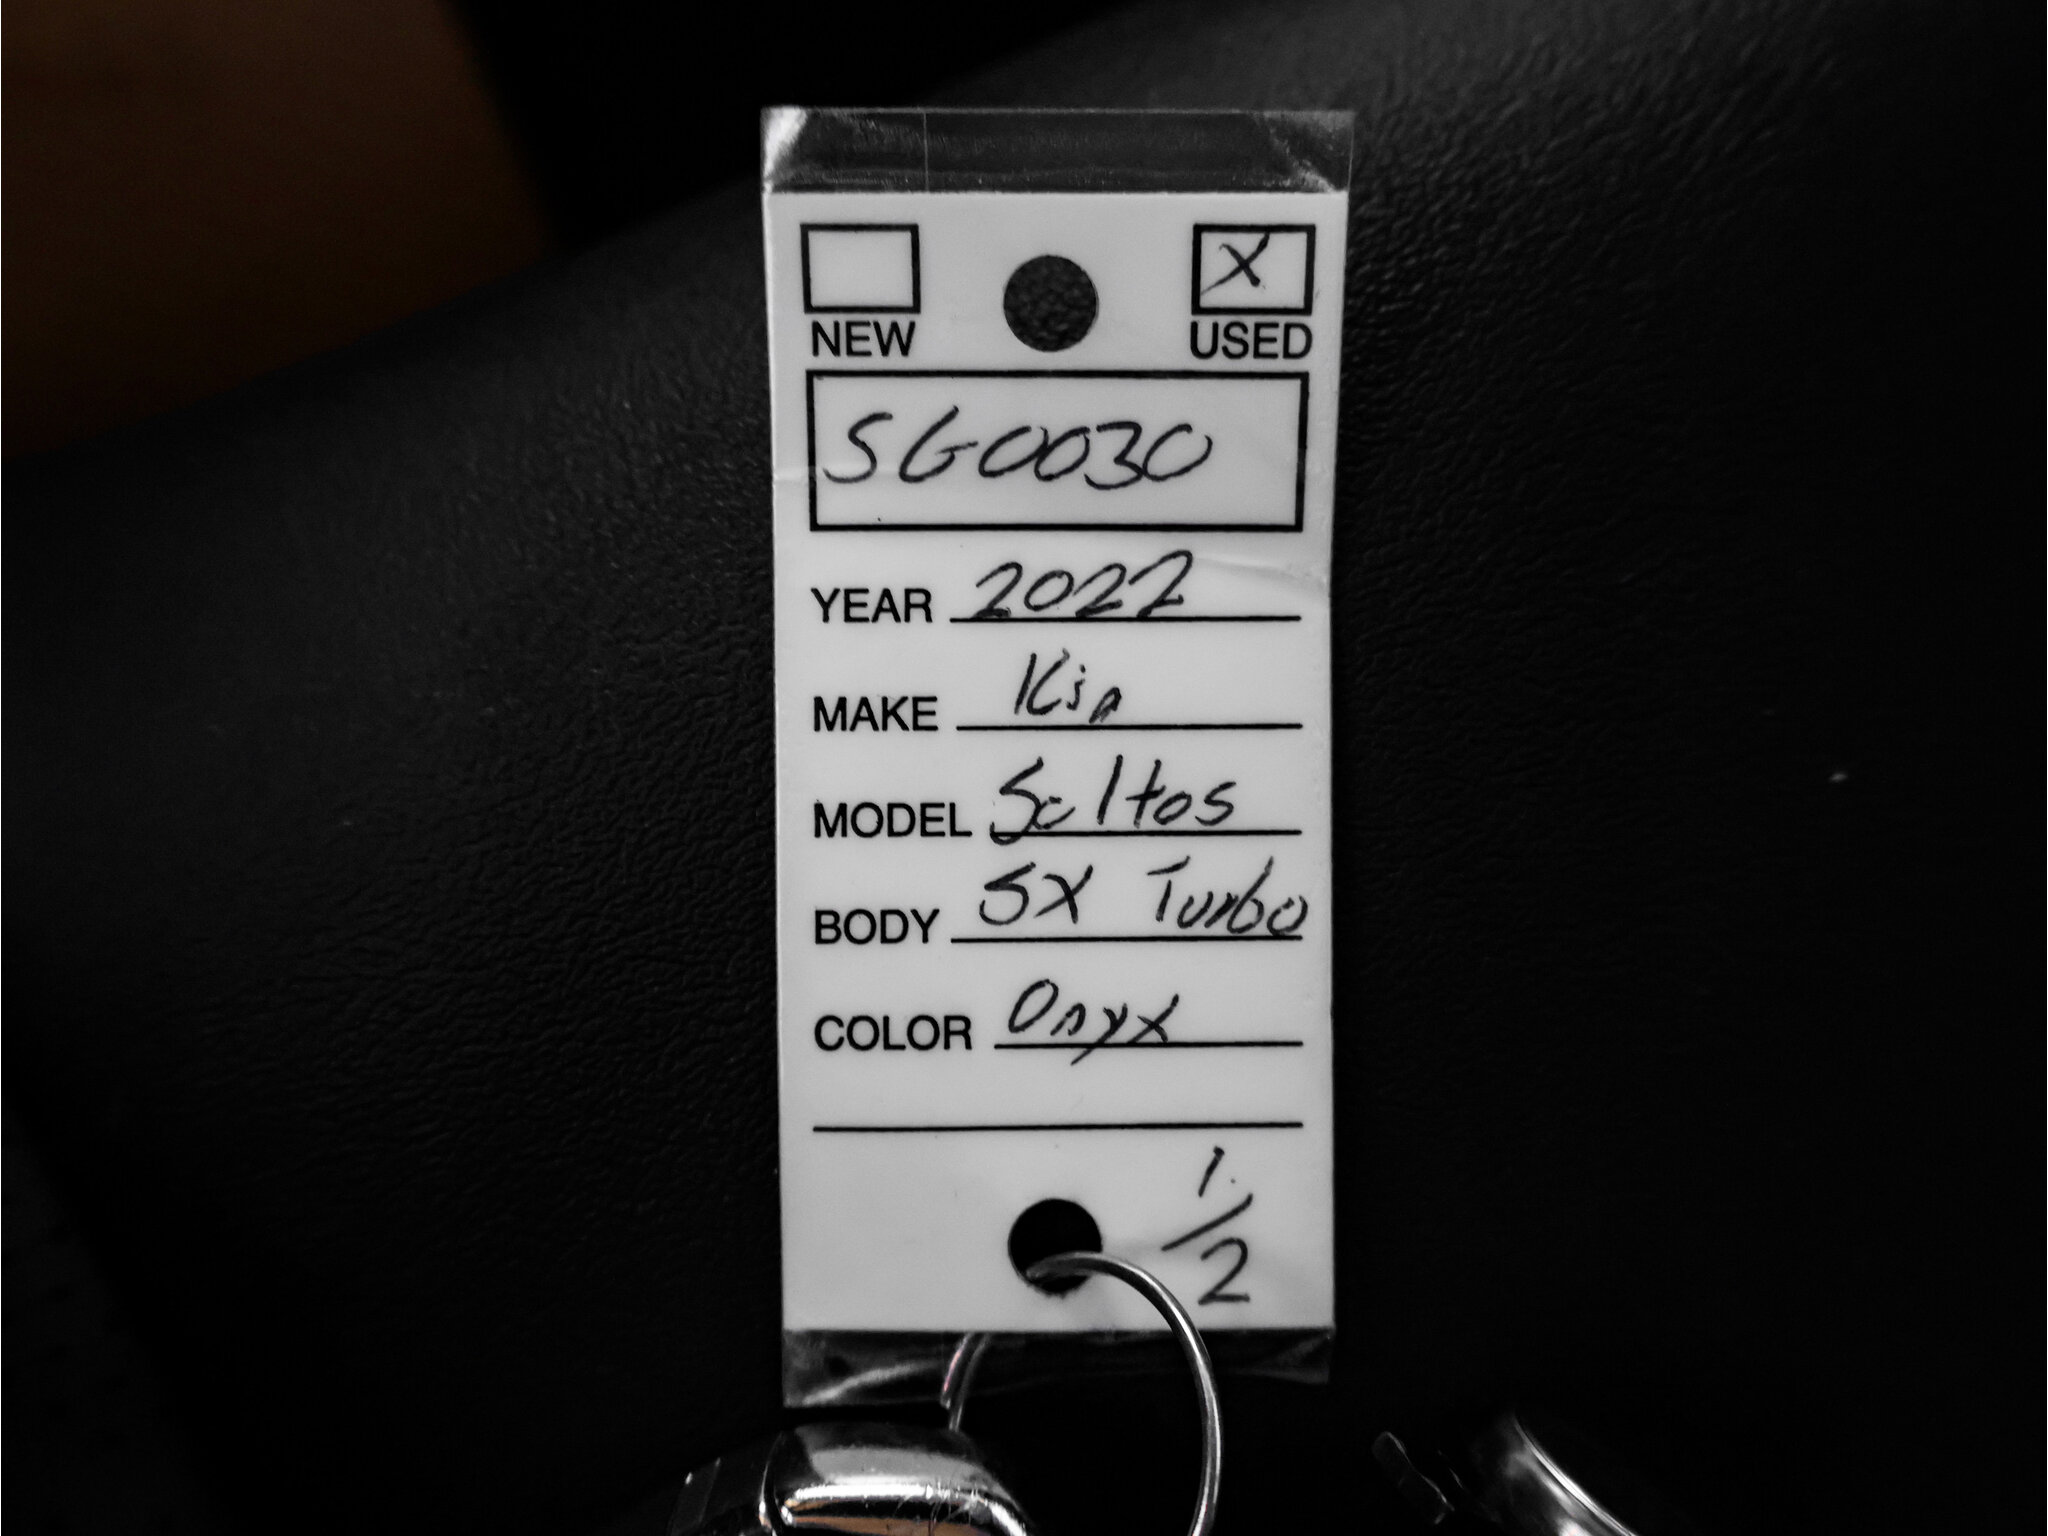 X
NEW USED
SG0030
YEAR 2022
MAKE Kia
MODEL Seltos
BODY SX Turbo
COLOR Onyx
1/2